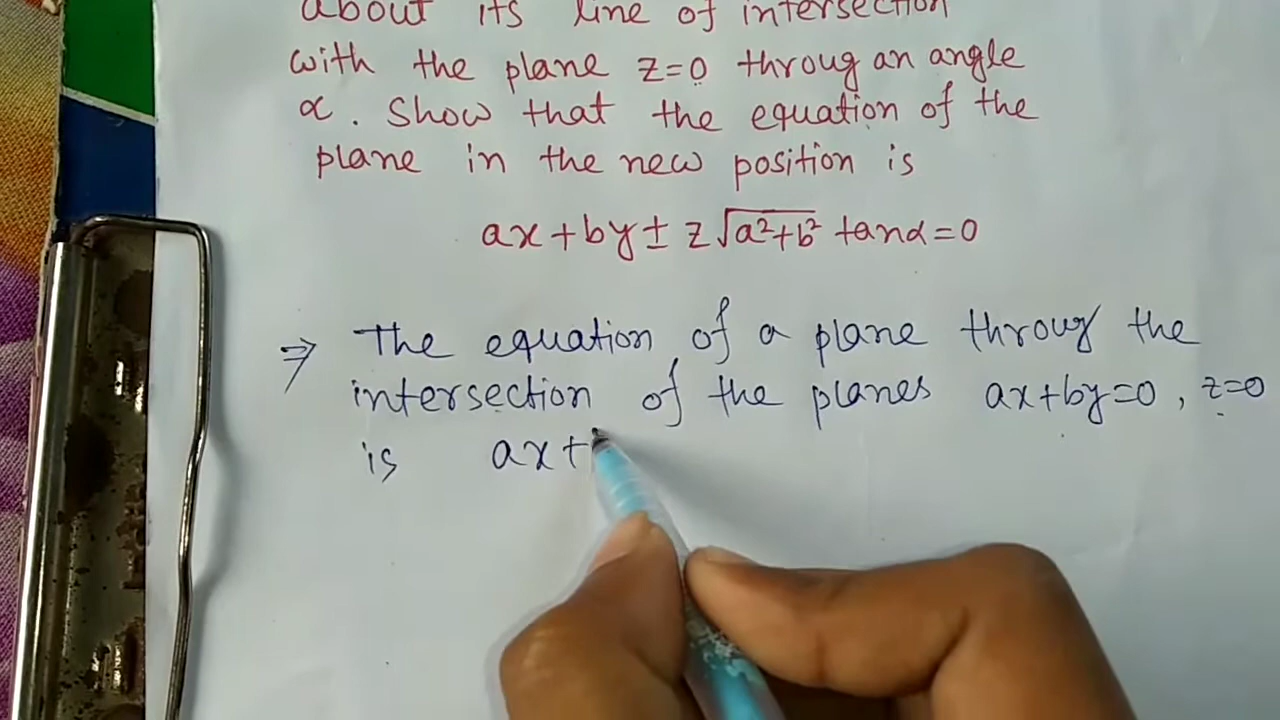 about its line of intersection
with the plane z=0 throug an angle
α. Show that the equation of the
plane in the new position is
ax+by± z√a²+b² tanα=0
⇒ The equation of a plane throug the
intersection of the planes ax+by=0, z=0
is ax+